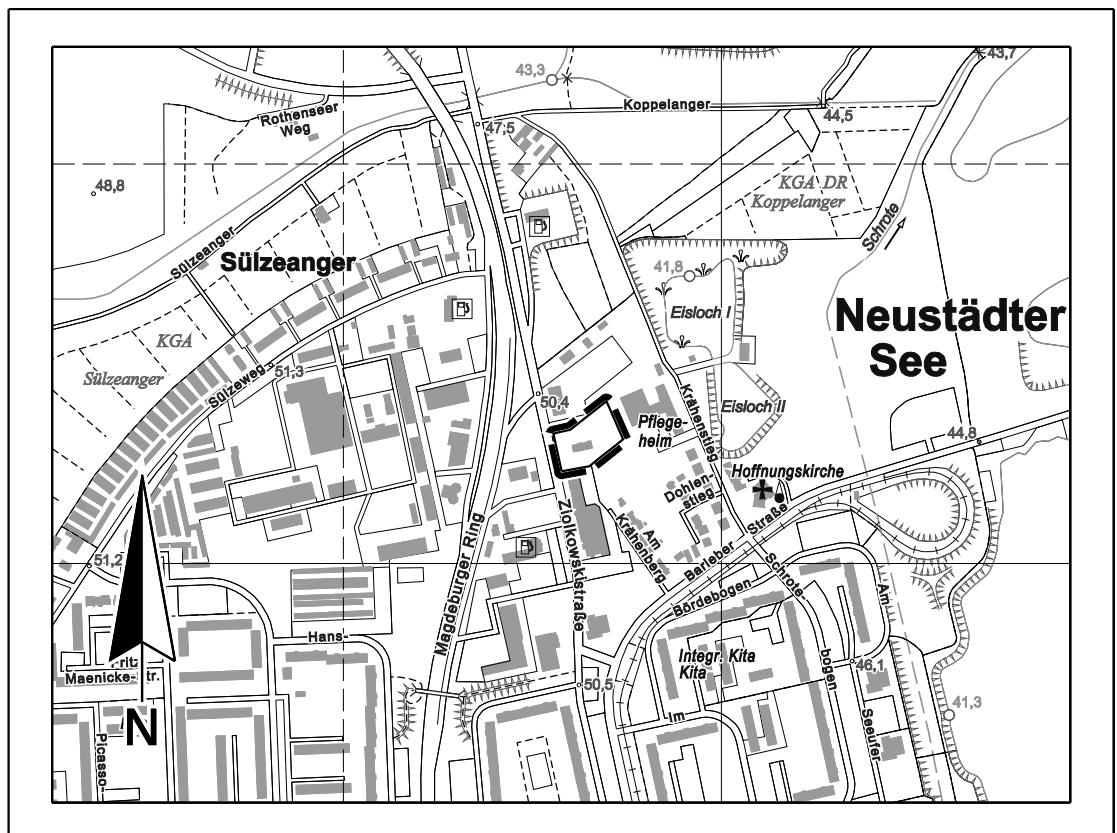 43,3
43,7
Koppelanger
Rothenseer
Weg
47,5
44,5
48,8
KGA DR
Koppelanger
Schrote
Sülzeanger
Sülzeanger
41,8
Eisloch I
Neustädter
See
KGA
Sülzeanger
Sülzeweg
51,3
50,4
Krähenstieg
Eisloch II
Pflege-
heim
44,8
Hoffnungskirche
Dohlen-
stieg
Ziolkowskistraße
Am
Krähenberg
Barleber
Straße
51,2
Magdeburger Ring
Bördebogen
Schrote
bogen
Am
Seeufer
Hans-
Integr. Kita
Kita
46,1
Fritz-
Maenicke-Str.
50,5
41,3
Im
N
Picasso-